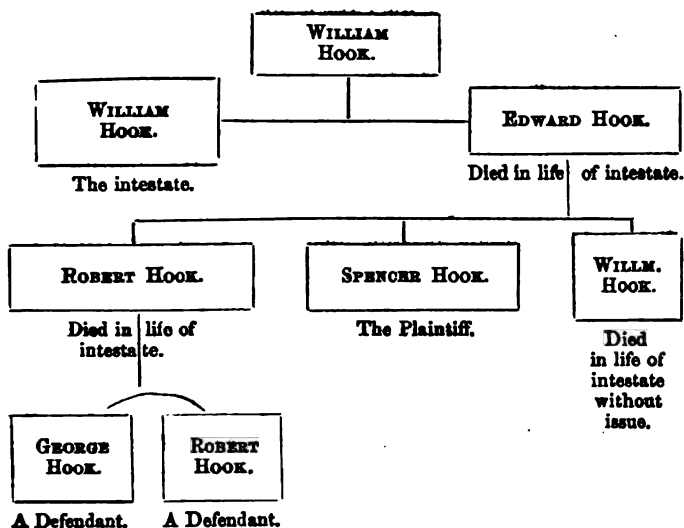 WILLIAM
HOOK.
WILLIAM
HOOK.
The intestate.
EDWARD HOOK.
Died in life of intestate.
ROBERT HOOK.
Died in life of
intestate.
SPENCER HOOK.
The Plaintiff.
WILLM.
HOOK.
Died
in life of
intestate
without
issue.
GEORGE
HOOK.
A Defendant.
ROBERT
HOOK.
A Defendant.